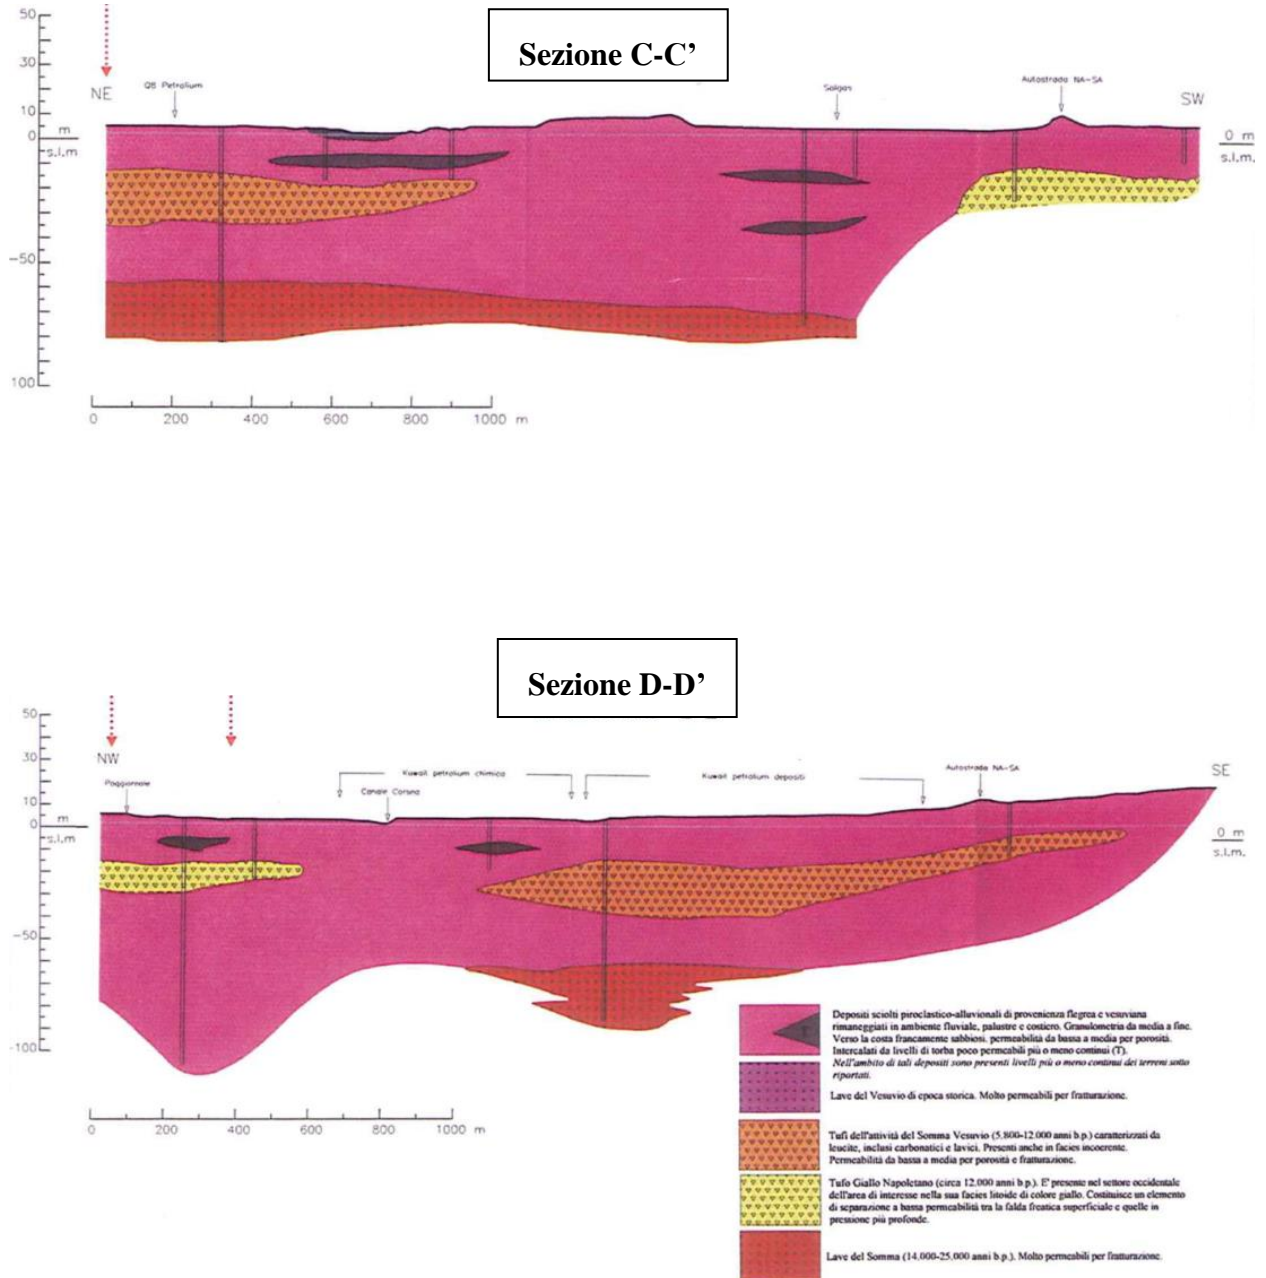 Sezione C-C’
50
30
10
0
m
s.l.m
-50
100
NE
Q8 Petrolium
Solgas
Autostrada NA-SA
SW
0 m
s.l.m.
0 200 400 600 800 1000 m
Sezione D-D’
50
30
10
0
m
s.l.m
-50
-100
NW
Poggioreale
Kuwait petrolium chimica
Canale Corsea
Kuwait petrolium depositi
Autostrada NA-SA
SE
0 m
s.l.m.
0 200 400 600 800 1000 m
T
Depositi sciolti piroclastico-alluvionali di provenienza flegrea e vesuviana
rimaneggiati in ambiente fluviale, palustre e costiero. Granulometria da media a fine.
Verso la costa francamente sabbiosi. permeabilità da bassa a media per porosità.
Intercalati da livelli di torba poco permeabili più o meno continui (T).
Nell'ambito di tali depositi sono presenti livelli più o meno continui dei terreni sotto
riportati.
Lave del Vesuvio di epoca storica. Molto permeabili per fratturazione.
Tufi dell'attività del Somma Vesuvio (5.800-12.000 anni b.p.) caratterizzati da
leucite, inclusi carbonatici e lavici. Presenti anche in facies incoerente.
Permeabilità da bassa a media per porosità e fratturazione.
Tufo Giallo Napoletano (circa 12.000 anni b.p.). E' presente nel settore occidentale
dell'area di interesse nella sua facies litoide di colore giallo. Costituisce un elemento
di separazione a bassa permeabilità tra la falda freatica superficiale e quelle in
pressione più profonde.
Lave del Somma (14.000-25.000 anni b.p.). Molto permeabili per fratturazione.